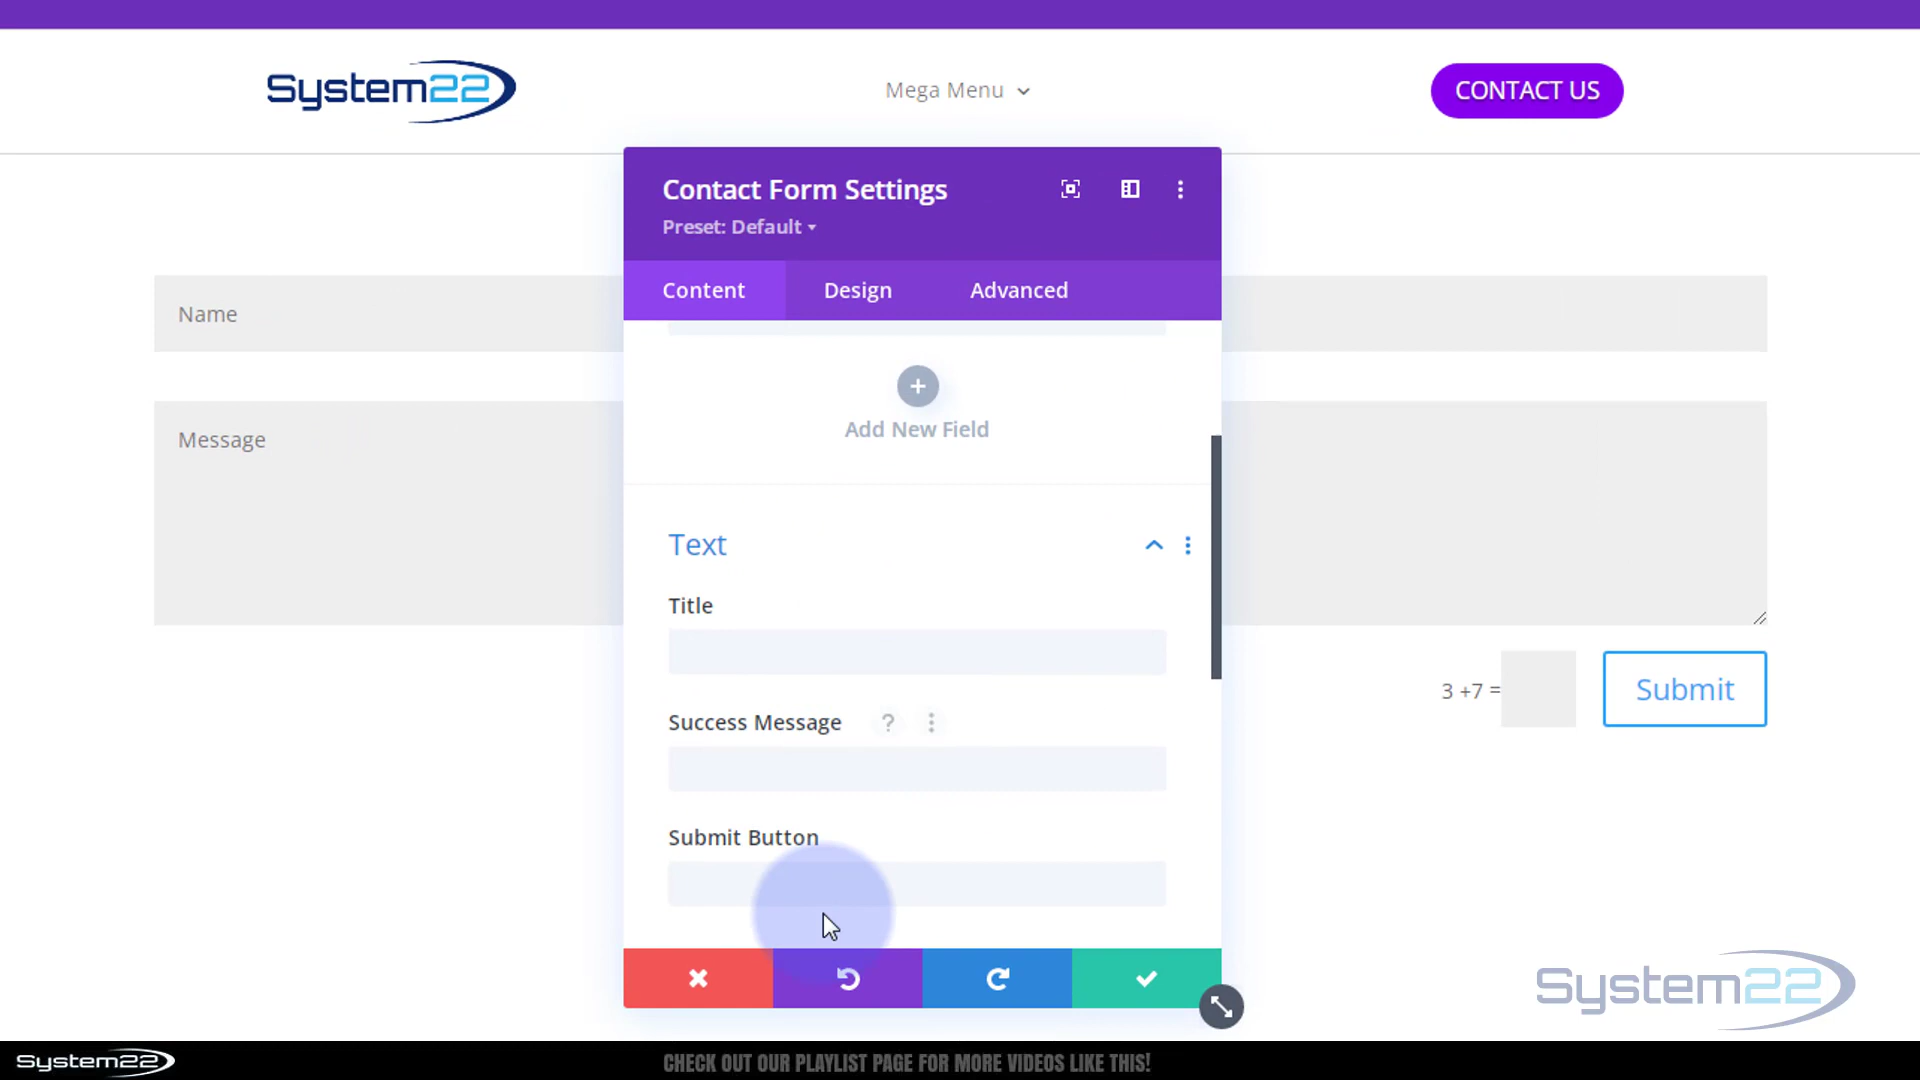 System22
Mega Menu
CONTACT US
Contact Form Settings
Preset: Default
Content
Design
Advanced
Name
Add New Field
Message
Text
Title
Success Message
?
3 +7 =
Submit
Submit Button
System22
System22
CHECK OUT OUR PLAYLIST PAGE FOR MORE VIDEOS LIKE THIS!